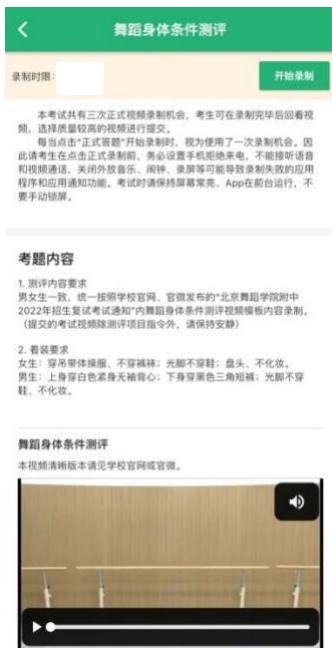 舞蹈身体条件测评
录制时限：
开始录制
本考试共有三次正式视频录制机会，考生可在录制完毕后回看视
频，选择质量较高的视频进行提交。
每当点击“正式答题”开始录制时，视为使用了一次录制机会。因
此请考生在点击正式录制前，务必设置手机拒绝来电，不能接听语音
和视频通话，关闭外放音乐、闹钟、录屏等可能导致录制失败的应用
程序和应用通知功能。考试时请保持屏幕常亮，App在前台运行，不
要手动锁屏。
考题内容
1. 测评内容要求
男女生一致，统一按照学校官网、官微发布的“北京舞蹈学院附中
2022年招生复试考试通知”内舞蹈身体条件测评视频模板内容录制。
（提交的考试视频除测评项目指令外，请保持安静）
2. 着装要求
女生：穿吊带体操服、不穿裤袜；光脚不穿鞋；盘头、不化妆。
男生：上身穿白色紧身无袖背心；下身穿黑色三角短裤；光脚不穿
鞋、不化妆。
舞蹈身体条件测评
本视频清晰版本请见学校官网或官微。